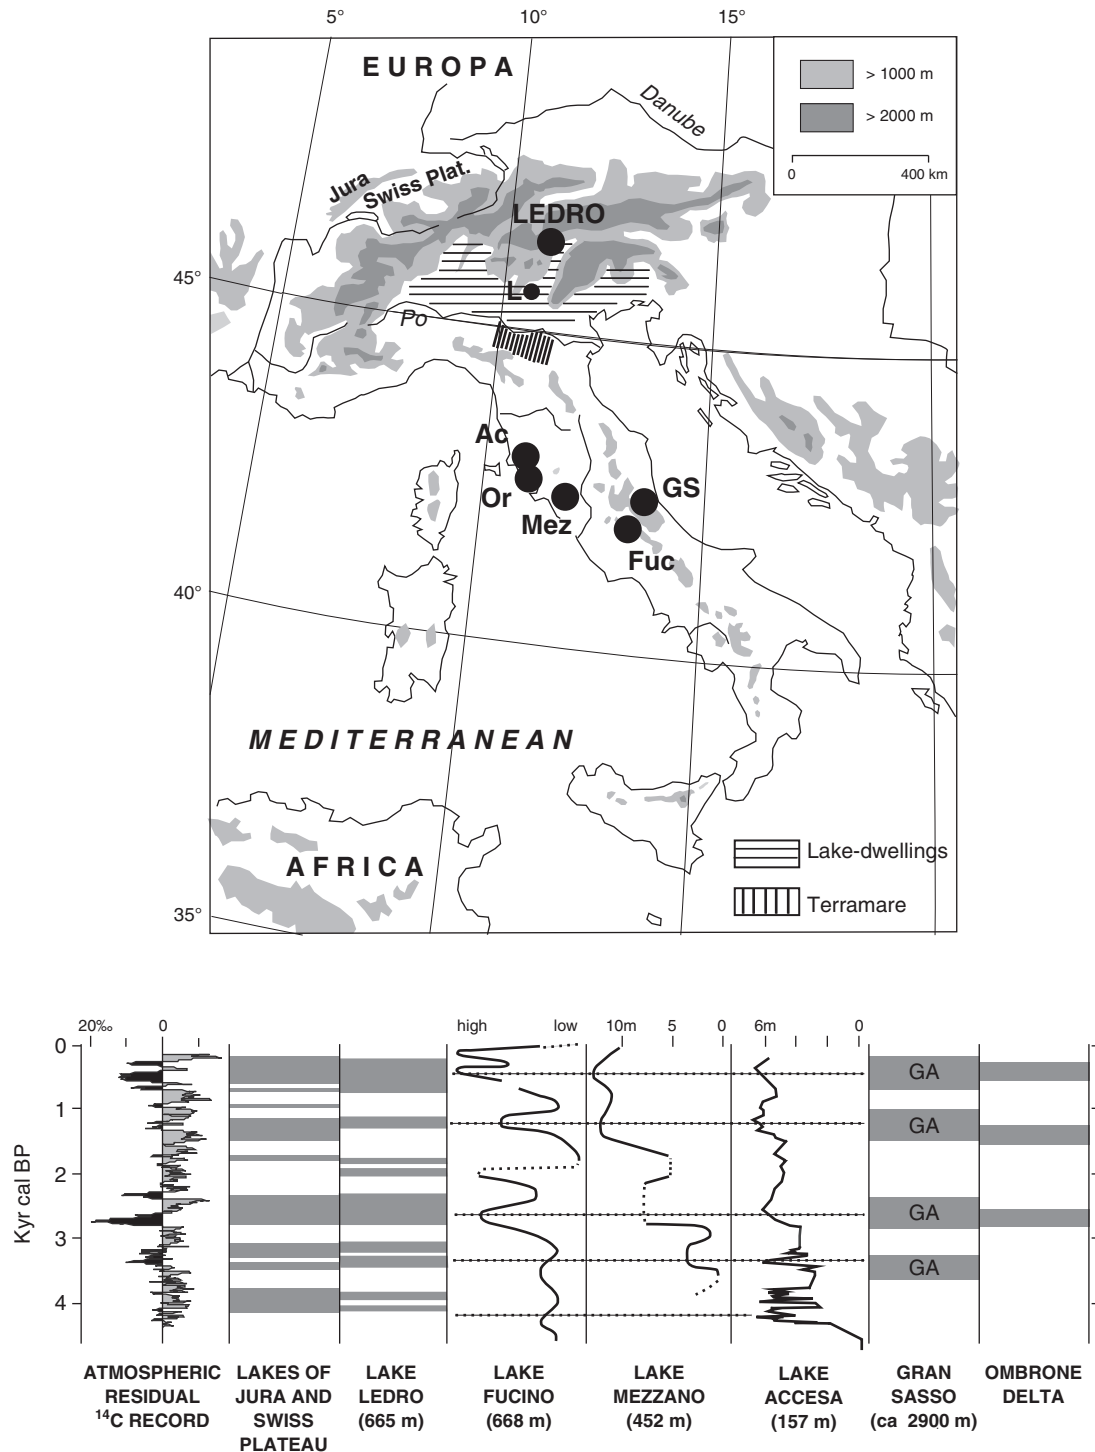 5° 10° 15°
EUROPA
> 1000 m
> 2000 m
0 400 km
Danube
Jura
Swiss Plat.
LEDRO
45°
L
Po
Ac
Or
Mez
GS
Fuc
40°
MEDITERRANEAN
AFRICA
Lake-dwellings
Terramare
35°
20‰ 0 high low 10m 5 0 6m 0
Kyr cal BP
0
1
2
3
4
GA
GA
GA
GA
ATMOSPHERIC
RESIDUAL
14C RECORD
LAKES OF
JURA AND
SWISS
PLATEAU
LAKE
LEDRO
(665 m)
LAKE
FUCINO
(668 m)
LAKE
MEZZANO
(452 m)
LAKE
ACCESA
(157 m)
GRAN
SASSO
(ca 2900 m)
OMBRONE
DELTA